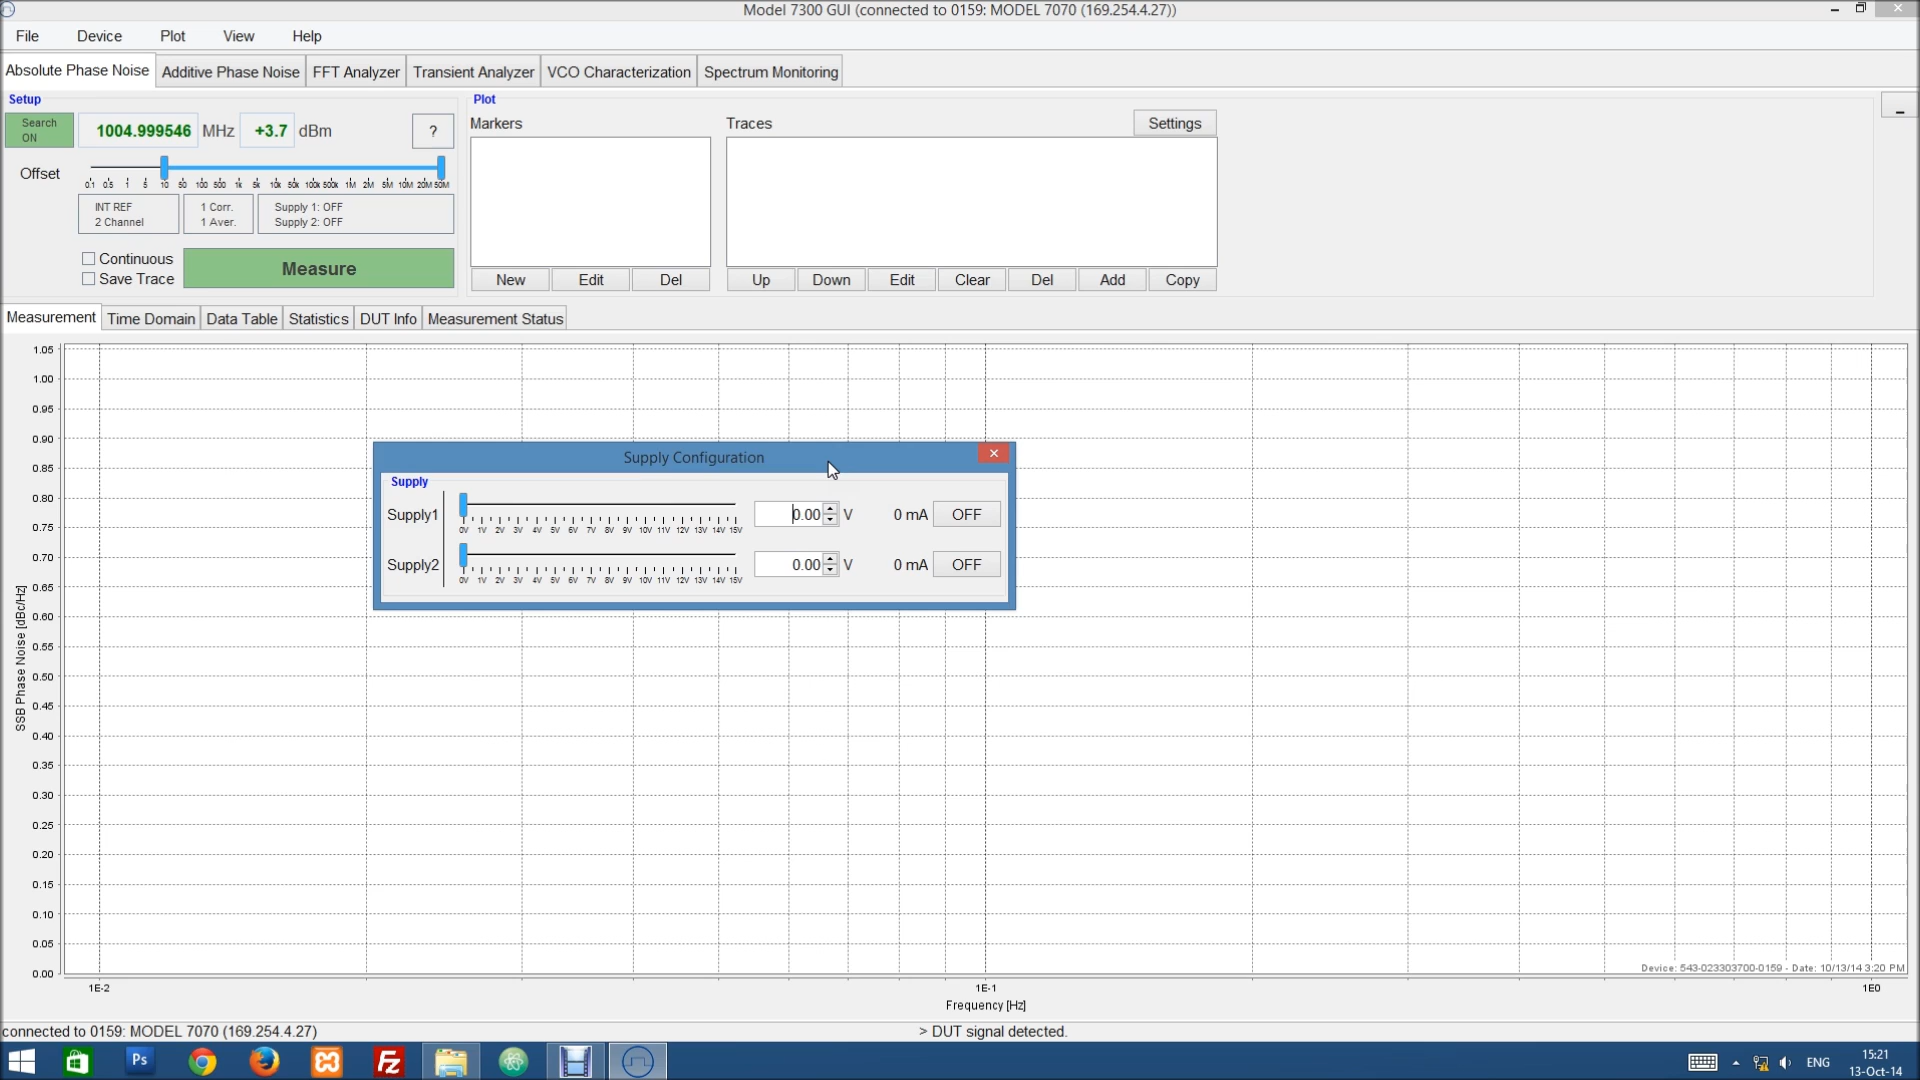 Model 7300 GUI (connected to 0159: MODEL 7070 (169.254.4.27))
File Device Plot View Help
Absolute Phase Noise Additive Phase Noise FFT Analyzer Transient Analyzer VCO Characterization Spectrum Monitoring
Setup
Search
ON
1004.999546 MHz +3.7 dBm ?
Offset
0.1 0.5 1 5 10 50 100 500 1k 5k 10k 50k 100k 500k 1M 2M 5M 10M 20M 50M
INT REF
2 Channel
1 Corr.
1 Aver.
Supply 1: OFF
Supply 2: OFF
Continuous
Save Trace
Measure
Plot
Markers
New Edit Del
Traces
Settings
Up Down Edit Clear Del Add Copy
Measurement Time Domain Data Table Statistics DUT Info Measurement Status
1.05
1.00
0.95
0.90
0.85
0.80
0.75
0.70
0.65
0.60
0.55
0.50
0.45
0.40
0.35
0.30
0.25
0.20
0.15
0.10
0.05
0.00
SSB Phase Noise [dBc/Hz]
Supply Configuration
Supply
Supply1
0V 1V 2V 3V 4V 5V 6V 7V 8V 9V 10V 11V 12V 13V 14V 15V
0.00 V 0 mA OFF
Supply2
0V 1V 2V 3V 4V 5V 6V 7V 8V 9V 10V 11V 12V 13V 14V 15V
0.00 V 0 mA OFF
Device: 543-023303700-0159 - Date: 10/13/14 3:20 PM
1E-2 1E-1 1E0
Frequency [Hz]
connected to 0159: MODEL 7070 (169.254.4.27)
> DUT signal detected.
Ps
Fz
ENG
15:21
13-Oct-14